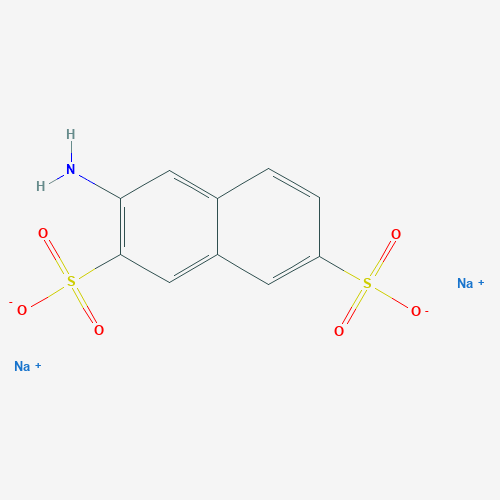 H
H N
O O
S S Na +
- O O -
O O
Na +